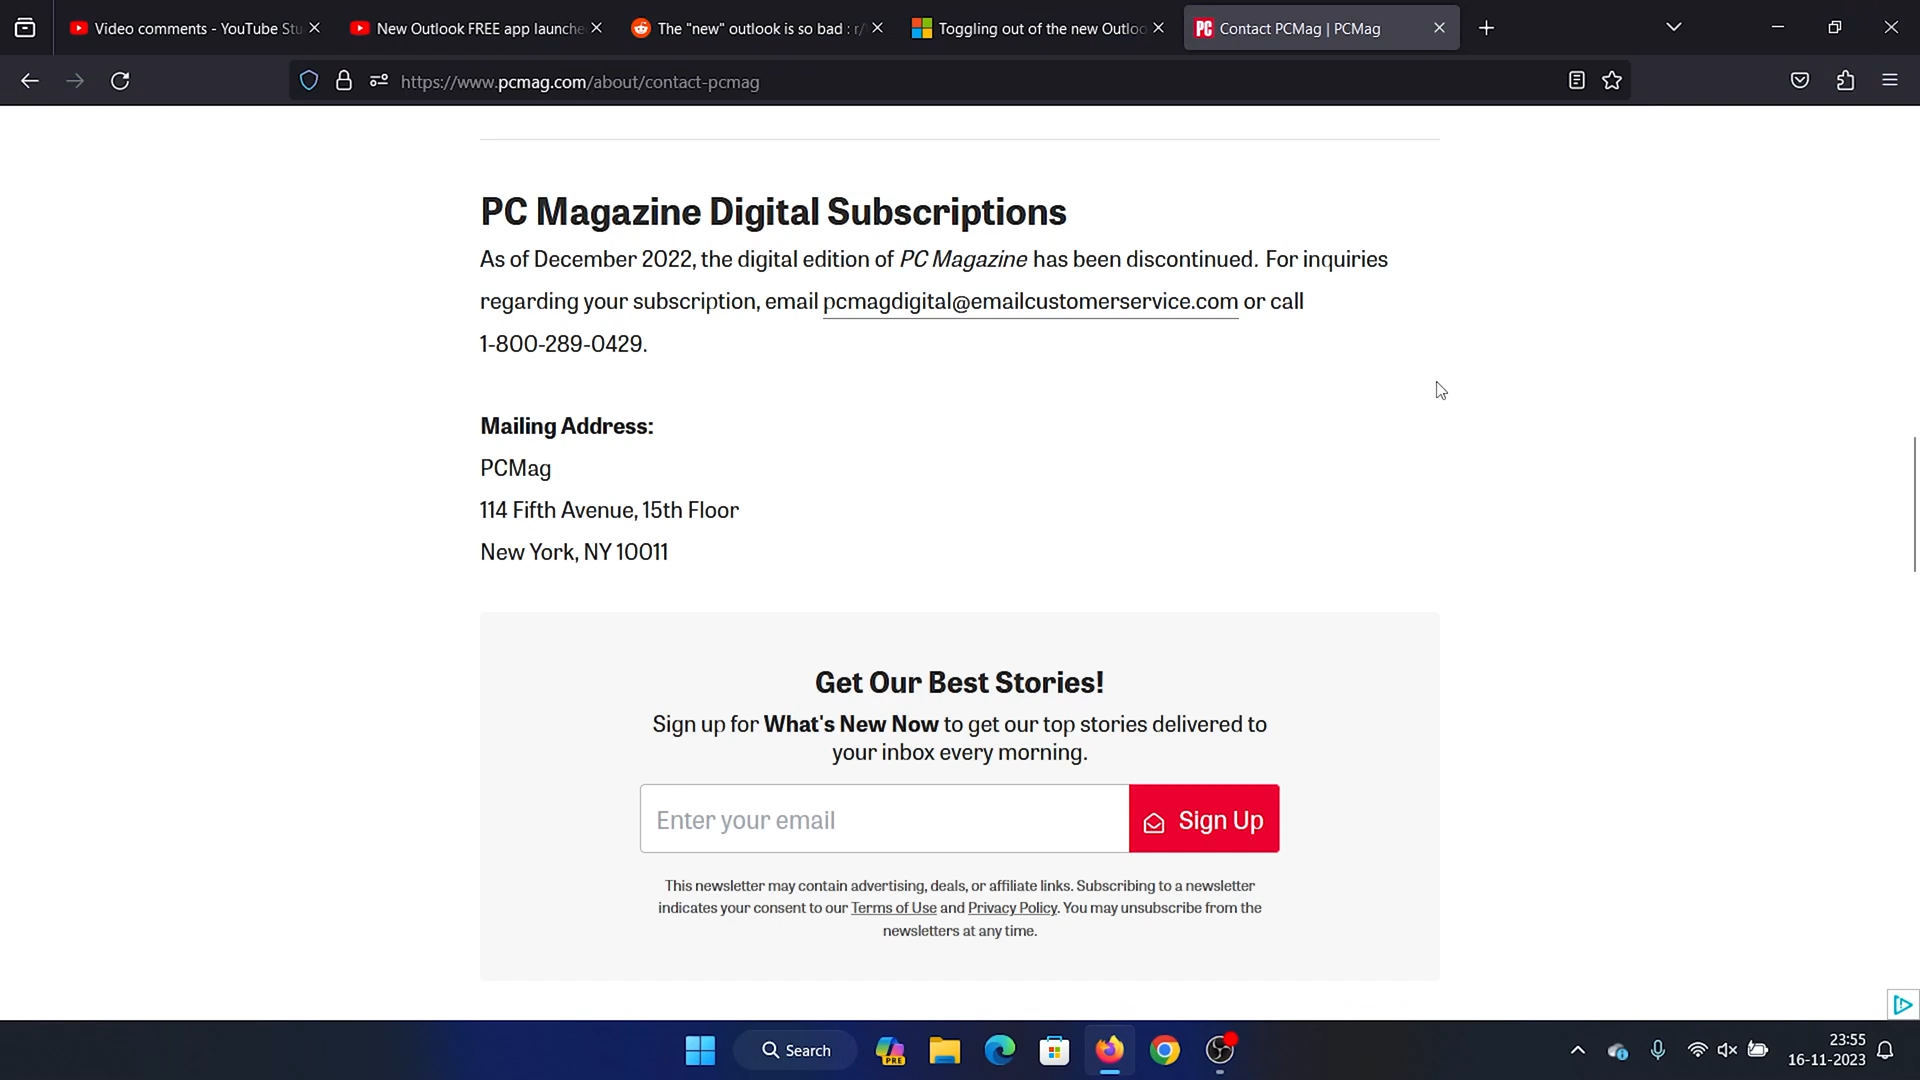 Video comments - YouTube Stu
New Outlook FREE app launche
The "new" outlook is so bad : r/
Toggling out of the new Outloo
PC Contact PCMag | PCMag
https://www.pcmag.com/about/contact-pcmag
PC Magazine Digital Subscriptions
As of December 2022, the digital edition of PC Magazine has been discontinued. For inquiries
regarding your subscription, email pcmagdigital@emailcustomerservice.com or call
1-800-289-0429.
Mailing Address:
PCMag
114 Fifth Avenue, 15th Floor
New York, NY 10011
Get Our Best Stories!
Sign up for What's New Now to get our top stories delivered to
your inbox every morning.
Enter your email
Sign Up
This newsletter may contain advertising, deals, or affiliate links. Subscribing to a newsletter
indicates your consent to our Terms of Use and Privacy Policy. You may unsubscribe from the
newsletters at any time.
Search
PRE
23:55
16-11-2023